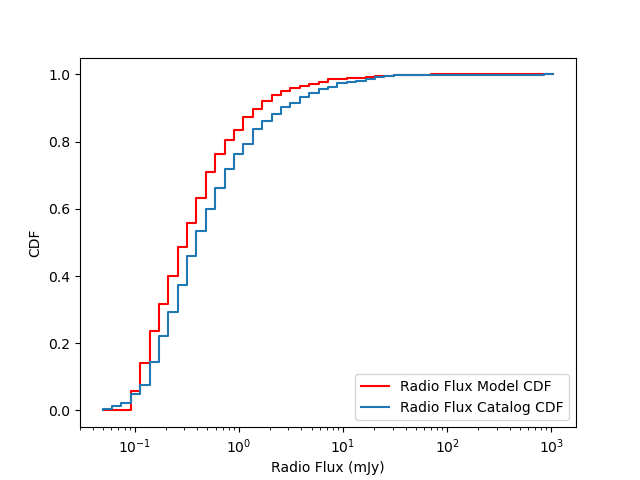 1.0
0.8
0.6
0.4
0.2
0.0
CDF
10⁻¹ 10⁰ 10¹ 10² 10³
Radio Flux (mJy)
Radio Flux Model CDF
Radio Flux Catalog CDF